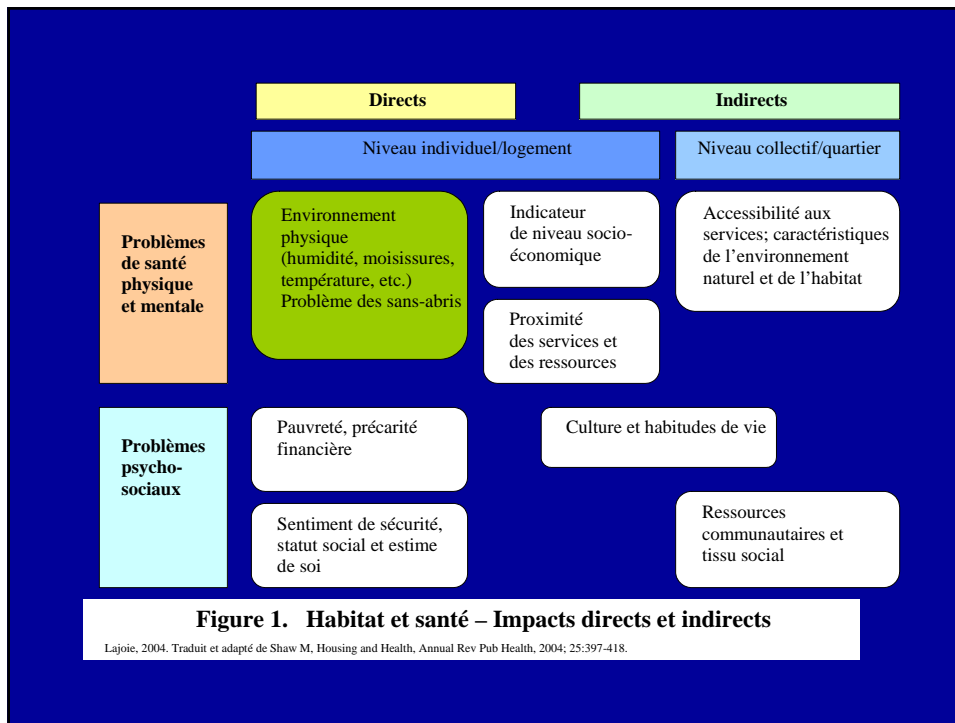 Directs
Indirects
Niveau individuel/logement
Niveau collectif/quartier
Problèmes
de santé
physique
et mentale
Environnement
physique
(humidité, moisissures,
température, etc.)
Problème des sans-abris
Indicateur
de niveau socio-
économique
Proximité
des services et
des ressources
Accessibilité aux
services; caractéristiques
de l’environnement
naturel et de l’habitat
Problèmes
psycho-
sociaux
Pauvreté, précarité
financière
Sentiment de sécurité,
statut social et estime
de soi
Culture et habitudes de vie
Ressources
communautaires et
tissu social
Figure 1. Habitat et santé – Impacts directs et indirects
Lajoie, 2004. Traduit et adapté de Shaw M, Housing and Health, Annual Rev Pub Health, 2004; 25:397-418.